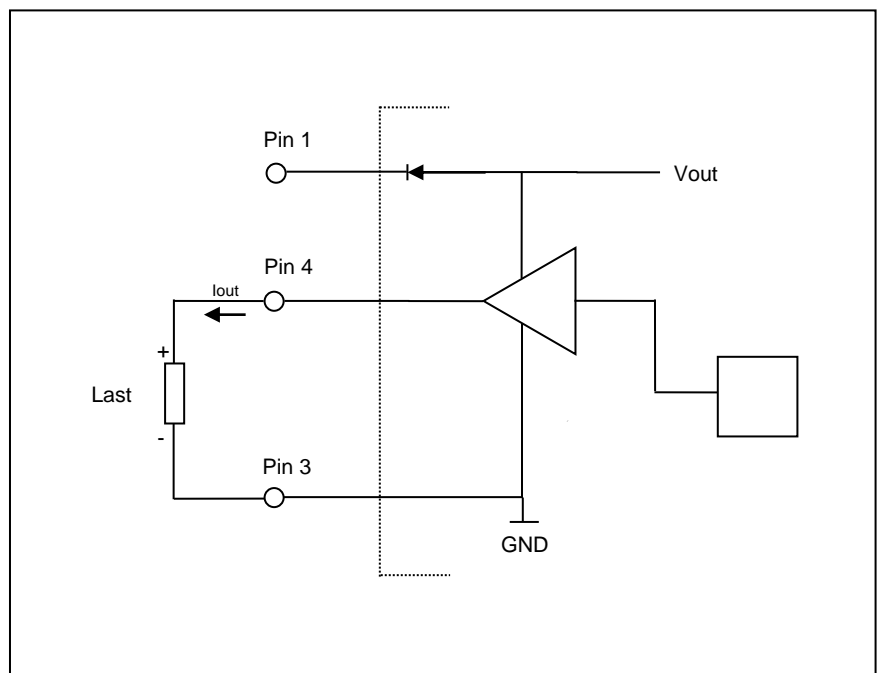 Pin 1
Vout
Pin 4
Iout
+
Last
-
Pin 3
GND